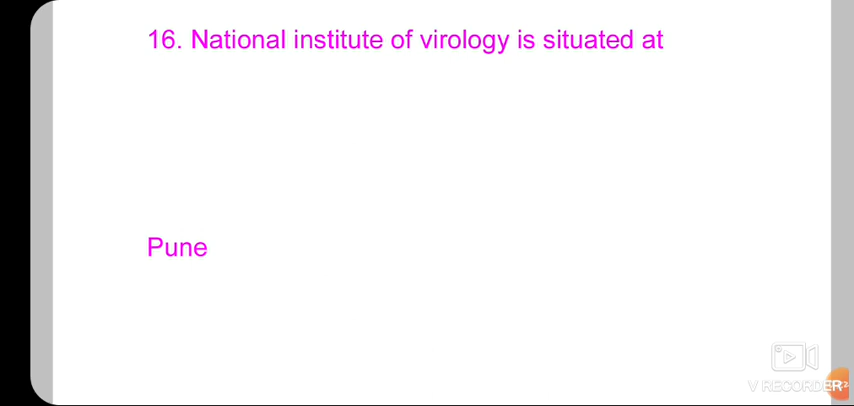 16. National institute of virology is situated at
Pune
V RECORDER